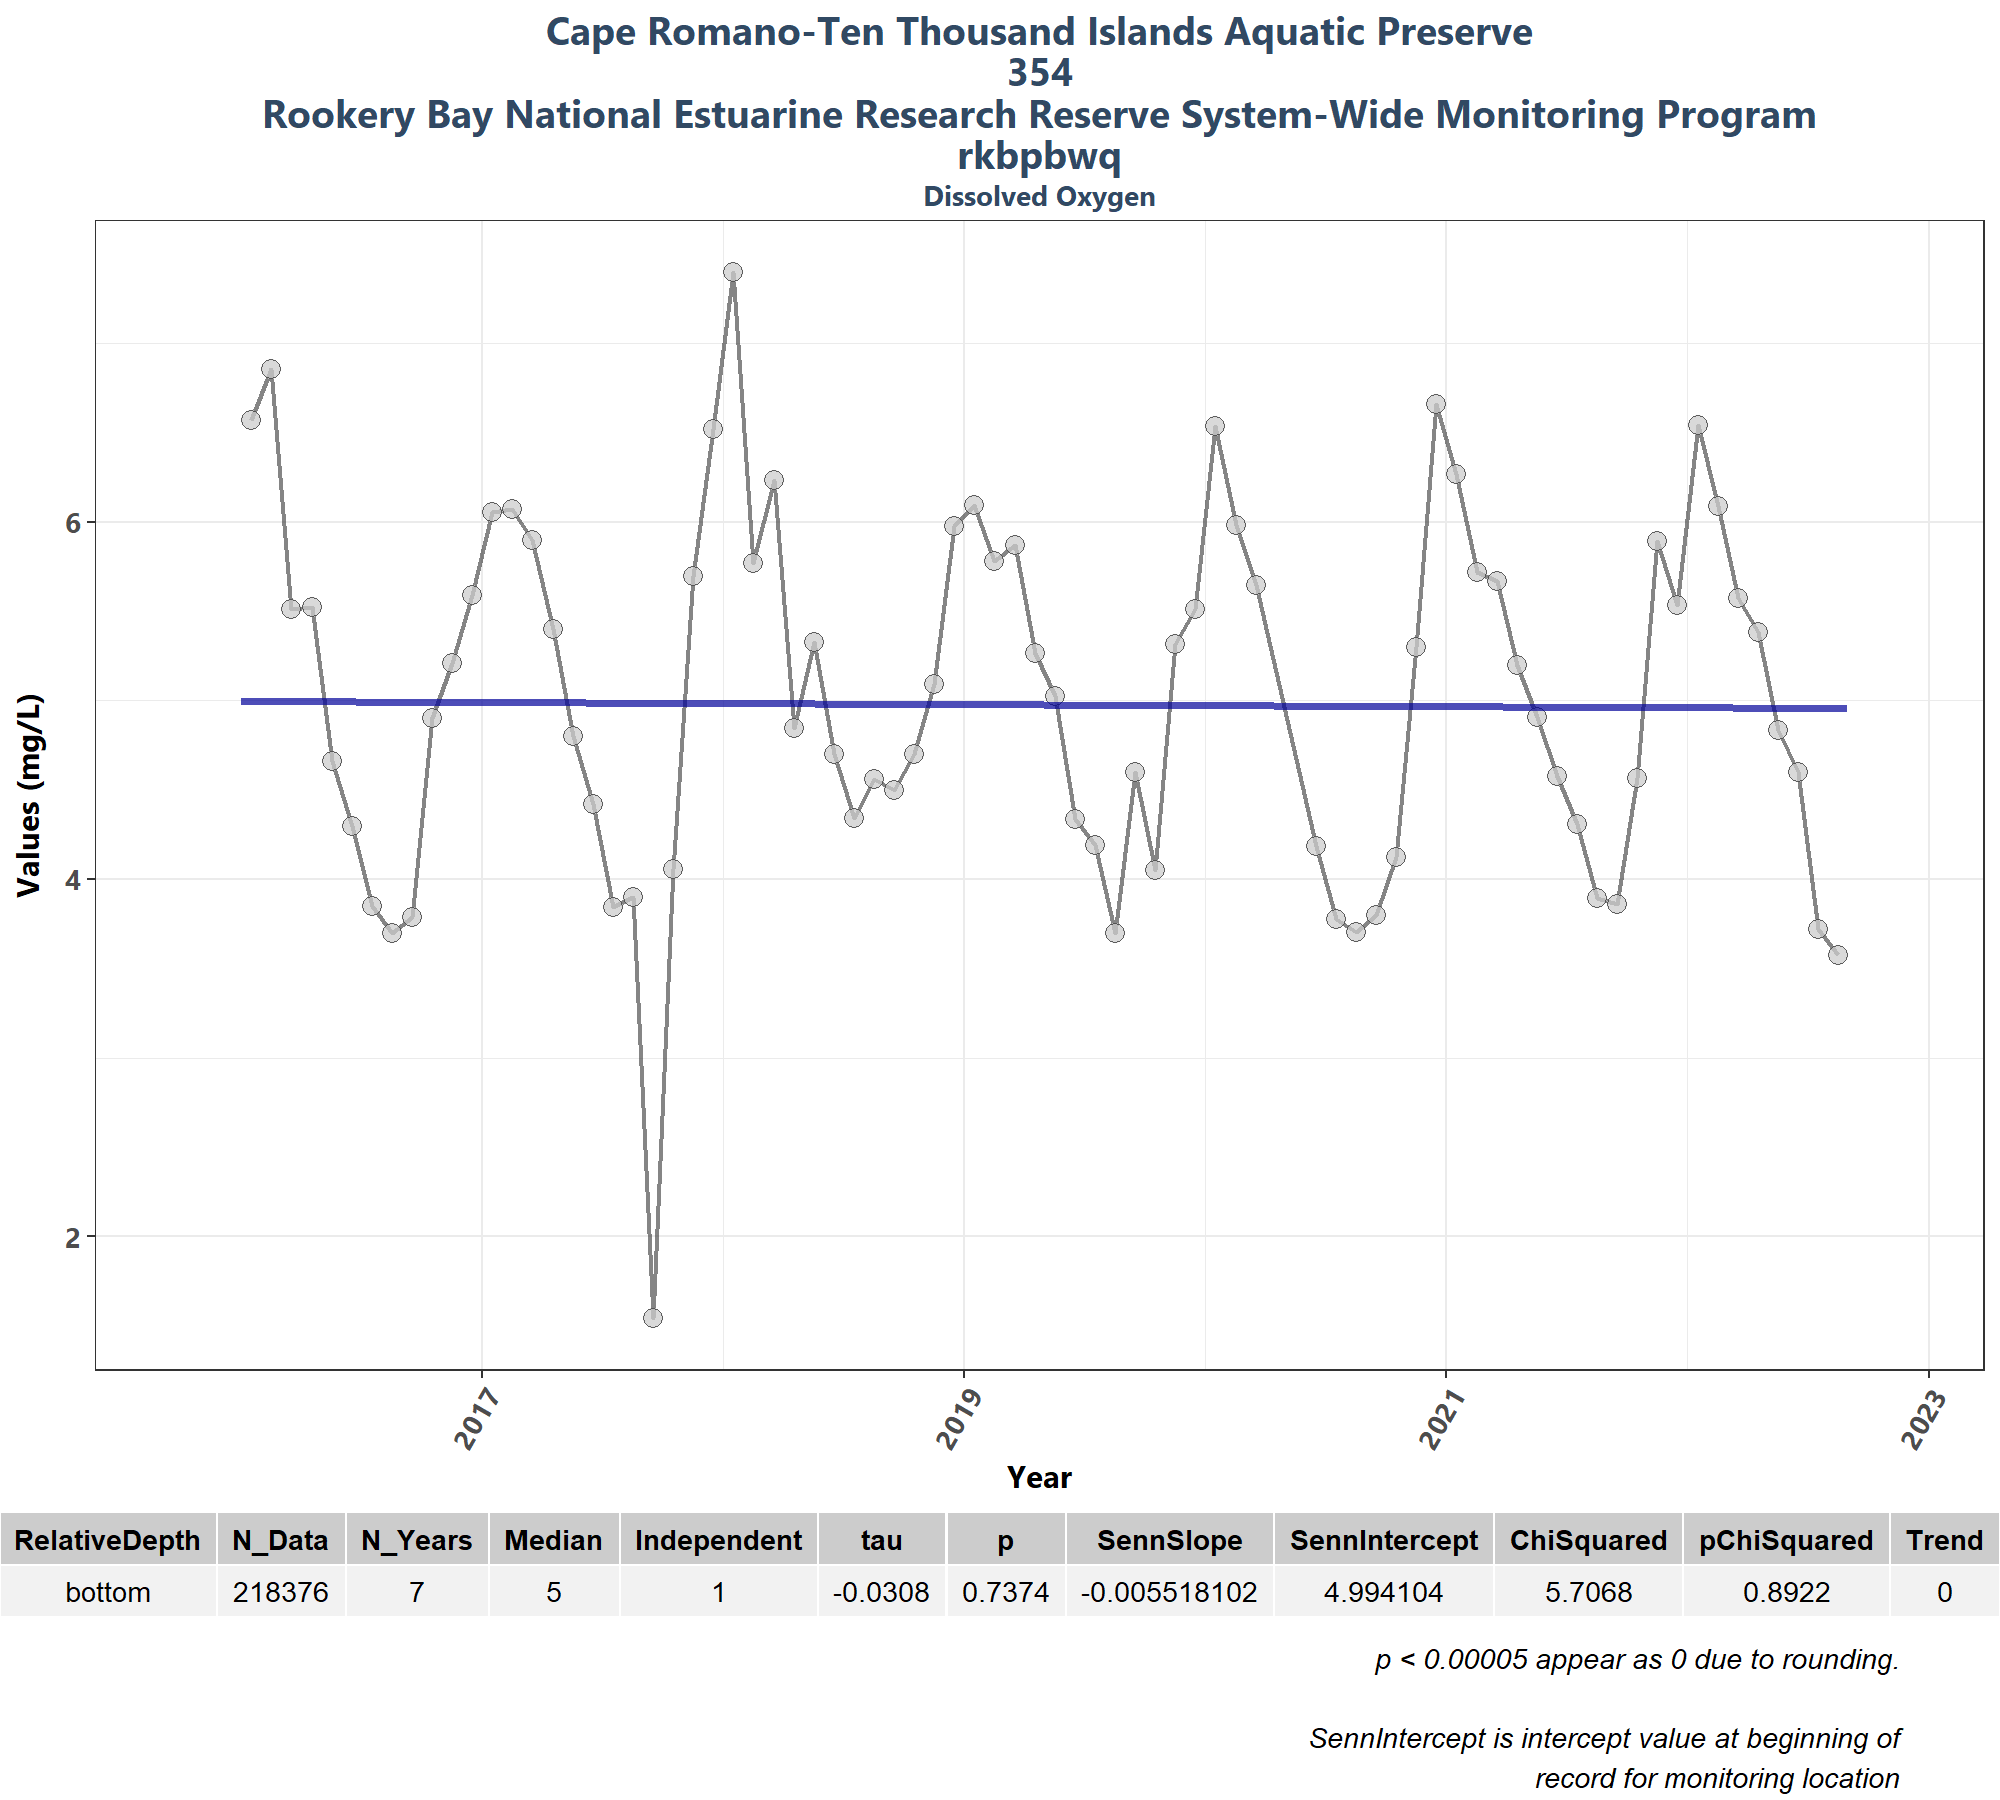 Cape Romano-Ten Thousand Islands Aquatic Preserve
354
Rookery Bay National Estuarine Research Reserve System-Wide Monitoring Program
rkbpbwq
Dissolved Oxygen
Values (mg/L)
6
4
2
2017
2019
2021
2023
Year
RelativeDepth N_Data N_Years Median Independent tau p SennSlope SennIntercept ChiSquared pChiSquared Trend
bottom 218376 7 5 1 -0.0308 0.7374 -0.005518102 4.994104 5.7068 0.8922 0
p < 0.00005 appear as 0 due to rounding.
SennIntercept is intercept value at beginning of
record for monitoring location